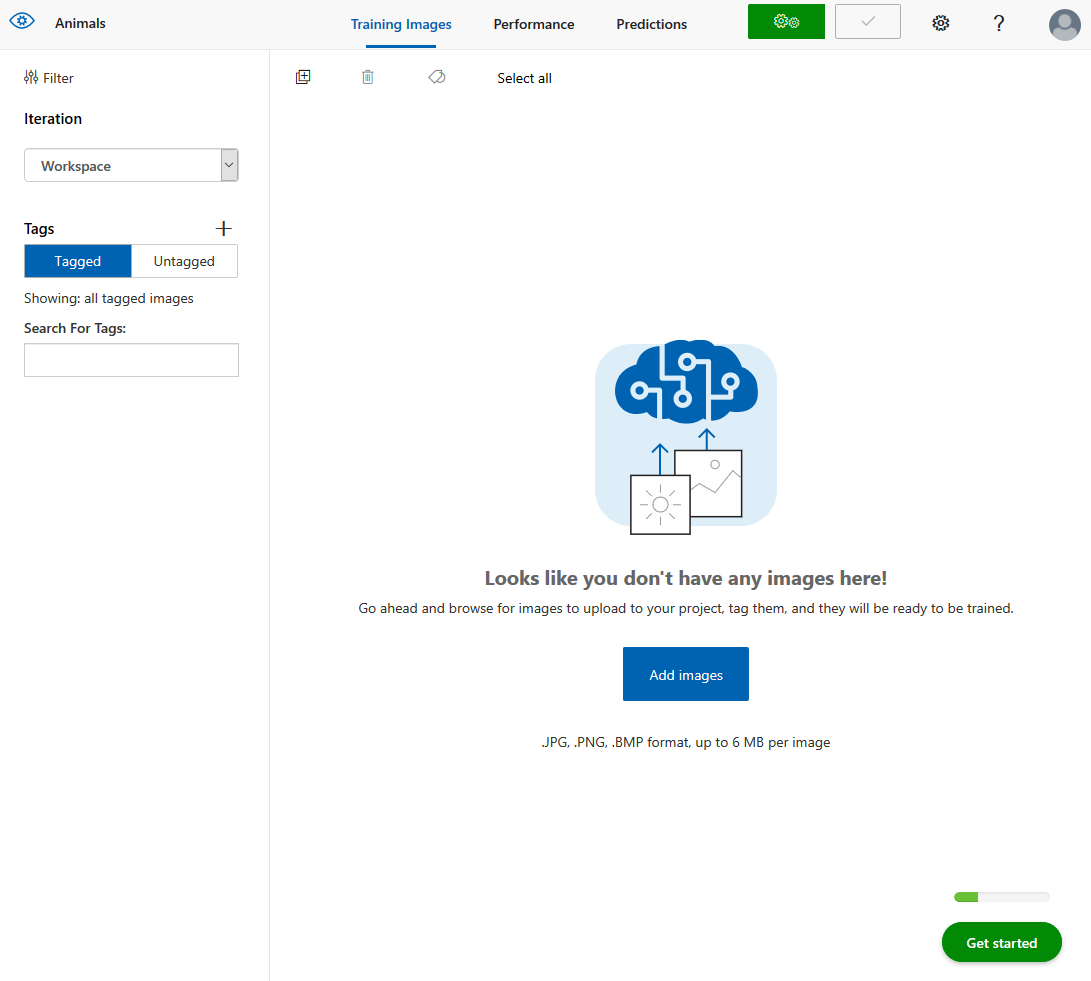 Animals
Training Images
Performance
Predictions
?
Filter
Select all
Iteration
Workspace
Tags
Tagged
Untagged
Showing: all tagged images
Search For Tags:
Looks like you don't have any images here!
Go ahead and browse for images to upload to your project, tag them, and they will be ready to be trained.
Add images
.JPG, .PNG, .BMP format, up to 6 MB per image
Get started